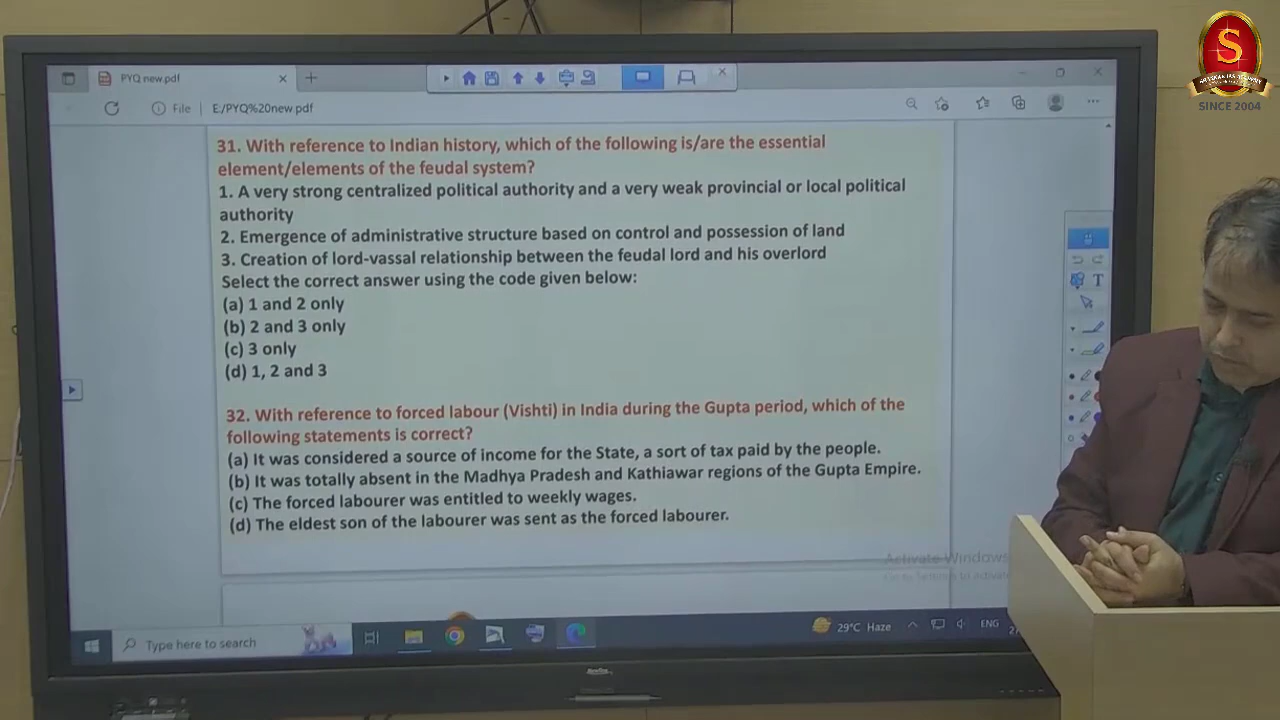 PYQ new.pdf
File E:/PYQ%20new.pdf
S
SINCE 2004
31. With reference to Indian history, which of the following is/are the essential
element/elements of the feudal system?
1. A very strong centralized political authority and a very weak provincial or local political
authority
2. Emergence of administrative structure based on control and possession of land
3. Creation of lord-vassal relationship between the feudal lord and his overlord
Select the correct answer using the code given below:
(a) 1 and 2 only
(b) 2 and 3 only
(c) 3 only
(d) 1, 2 and 3
32. With reference to forced labour (Vishti) in India during the Gupta period, which of the
following statements is correct?
(a) It was considered a source of income for the State, a sort of tax paid by the people.
(b) It was totally absent in the Madhya Pradesh and Kathiawar regions of the Gupta Empire.
(c) The forced labourer was entitled to weekly wages.
(d) The eldest son of the labourer was sent as the forced labourer.
Activate Windows
Type here to search
29°C Haze
ENG